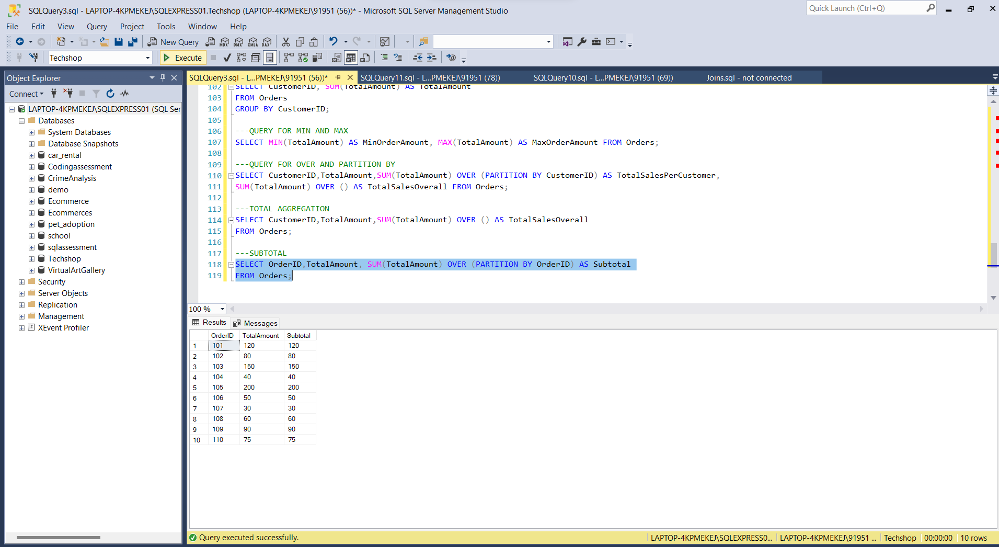 SQLQuery3.sql - LAPTOP-4KPMEKEJ\SQLEXPRESS01.Techshop (LAPTOP-4KPMEKEJ\91951 (56))* - Microsoft SQL Server Management Studio
Quick Launch (Ctrl+Q)
File Edit View Query Project Tools Window Help
New Query MDX DMX XMLA DAX
Techshop Execute
Object Explorer
Connect
LAPTOP-4KPMEKEJ\SQLEXPRESS01 (SQL Ser
Databases
System Databases
Database Snapshots
car_rental
Codingassessment
CrimeAnalysis
demo
Ecommerce
Ecommerces
pet_adoption
school
sqlassessment
Techshop
VirtualArtGallery
Security
Server Objects
Replication
Management
XEvent Profiler
SQLQuery3.sql - L...PMEKEJ\91951 (56))* SQLQuery11.sql - L...PMEKEJ\91951 (78)) SQLQuery10.sql - L...PMEKEJ\91951 (69)) Joins.sql - not connected
102 SELECT CustomerID, SUM(TotalAmount) AS TotalAmount
103 FROM Orders
104 GROUP BY CustomerID;
105
106 ---QUERY FOR MIN AND MAX
107 SELECT MIN(TotalAmount) AS MinOrderAmount, MAX(TotalAmount) AS MaxOrderAmount FROM Orders;
108
109 ---QUERY FOR OVER AND PARTITION BY
110 SELECT CustomerID,TotalAmount,SUM(TotalAmount) OVER (PARTITION BY CustomerID) AS TotalSalesPerCustomer,
111 SUM(TotalAmount) OVER () AS TotalSalesOverall FROM Orders;
112
113 ---TOTAL AGGREGATION
114 SELECT CustomerID,TotalAmount,SUM(TotalAmount) OVER () AS TotalSalesOverall
115 FROM Orders;
116
117 ---SUBTOTAL
118 SELECT OrderID,TotalAmount, SUM(TotalAmount) OVER (PARTITION BY OrderID) AS Subtotal
119 FROM Orders;
100 %
Results Messages
OrderID TotalAmount Subtotal
1 101 120 120
2 102 80 80
3 103 150 150
4 104 40 40
5 105 200 200
6 106 50 50
7 107 30 30
8 108 60 60
9 109 90 90
10 110 75 75
Query executed successfully. LAPTOP-4KPMEKEJ\SQLEXPRESS0... LAPTOP-4KPMEKEJ\91951 ... Techshop 00:00:00 10 rows